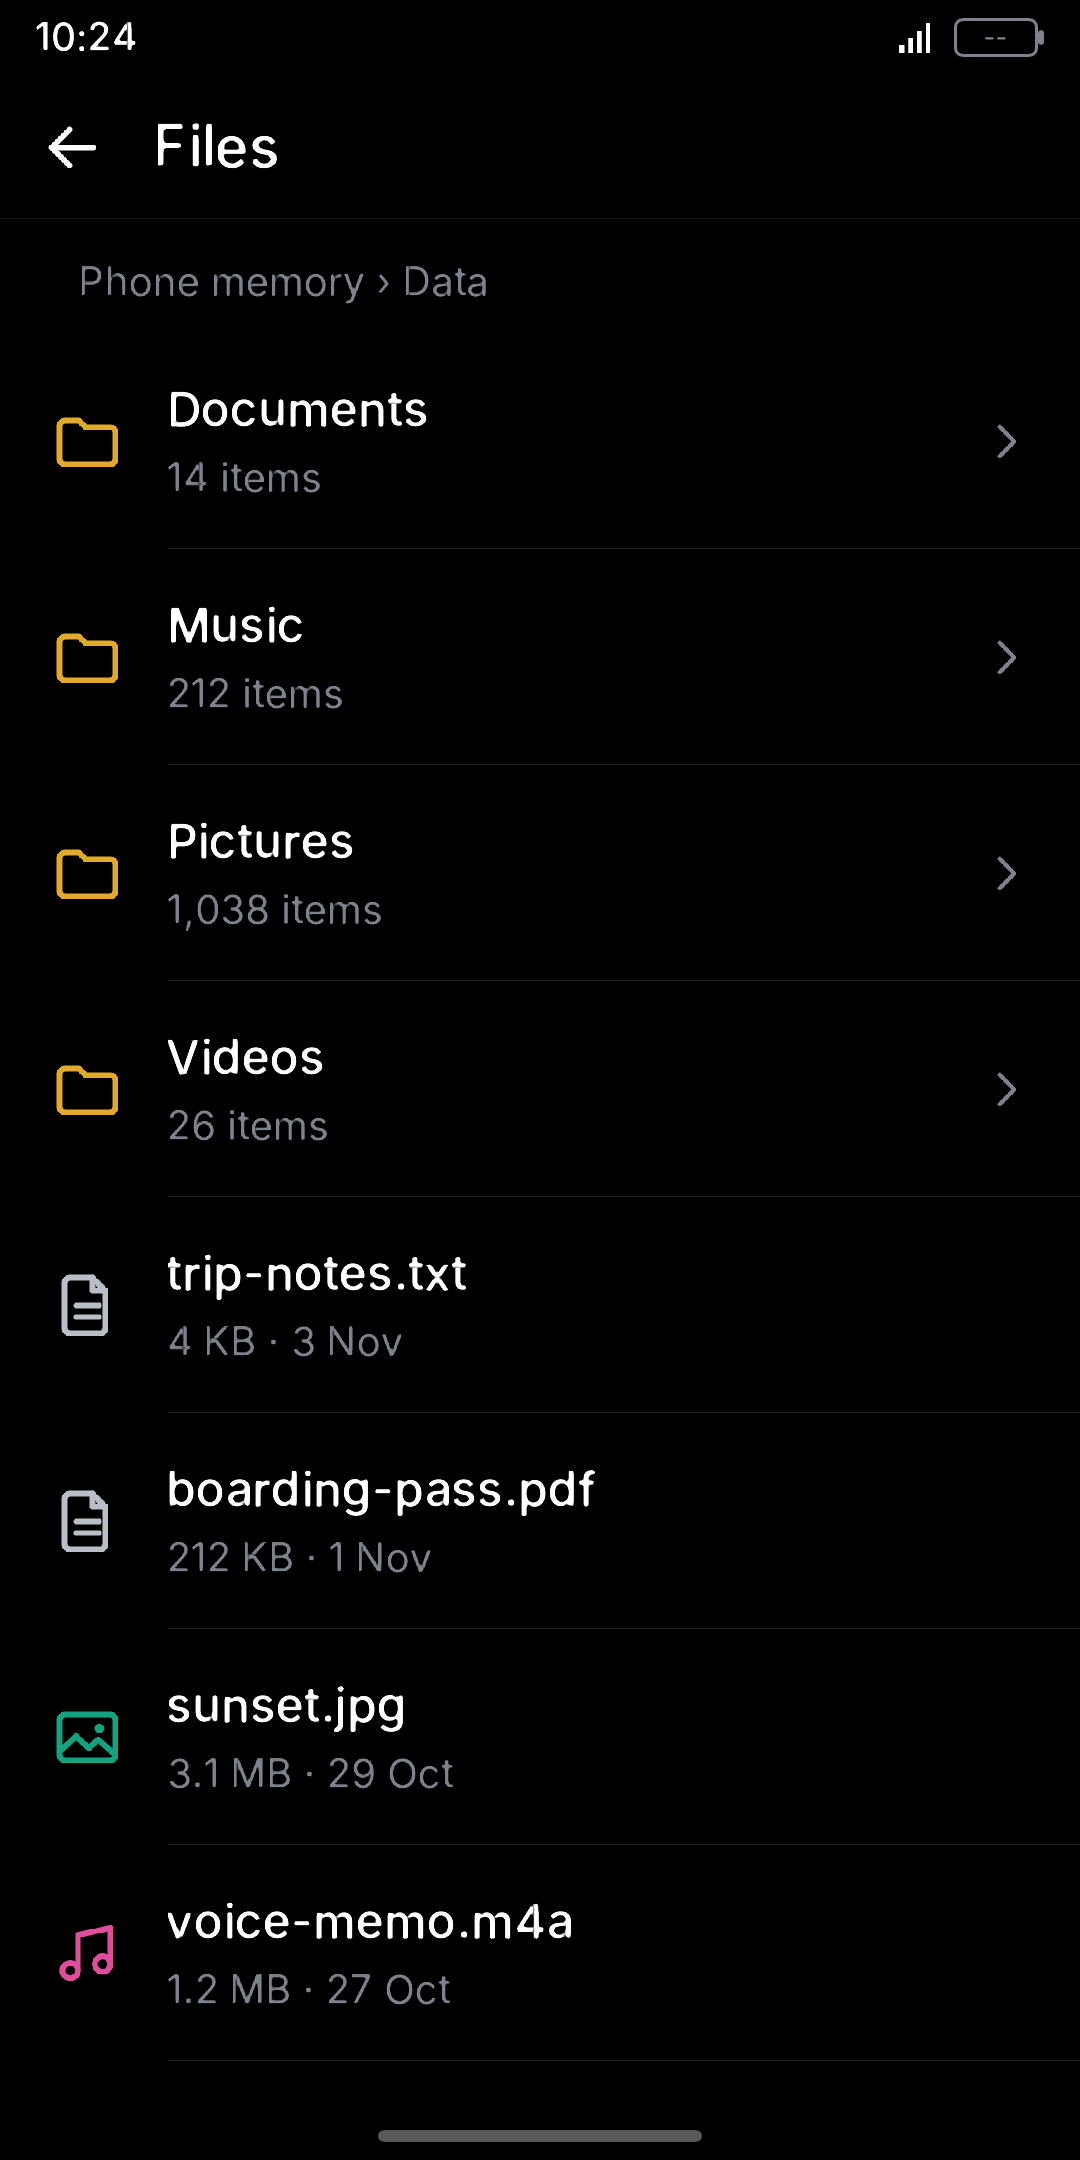 10:24
--
Files
Phone memory › Data
Documents
14 items
Music
212 items
Pictures
1,038 items
Videos
26 items
trip-notes.txt
4 KB · 3 Nov
boarding-pass.pdf
212 KB · 1 Nov
sunset.jpg
3.1 MB · 29 Oct
voice-memo.m4a
1.2 MB · 27 Oct